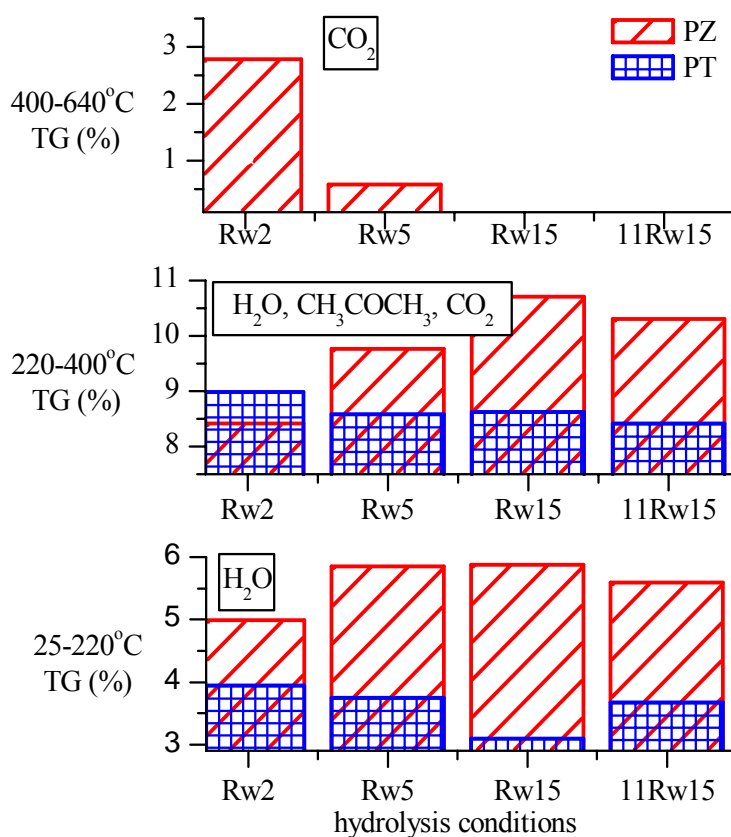 CO2
PZ
PT
400-640°C
TG (%)
3
2
1
Rw2 Rw5 Rw15 11Rw15
H2O, CH3COCH3, CO2
220-400°C
TG (%)
11
10
9
8
Rw2 Rw5 Rw15 11Rw15
H2O
25-220°C
TG (%)
6
5
4
3
Rw2 Rw5 Rw15 11Rw15
hydrolysis conditions